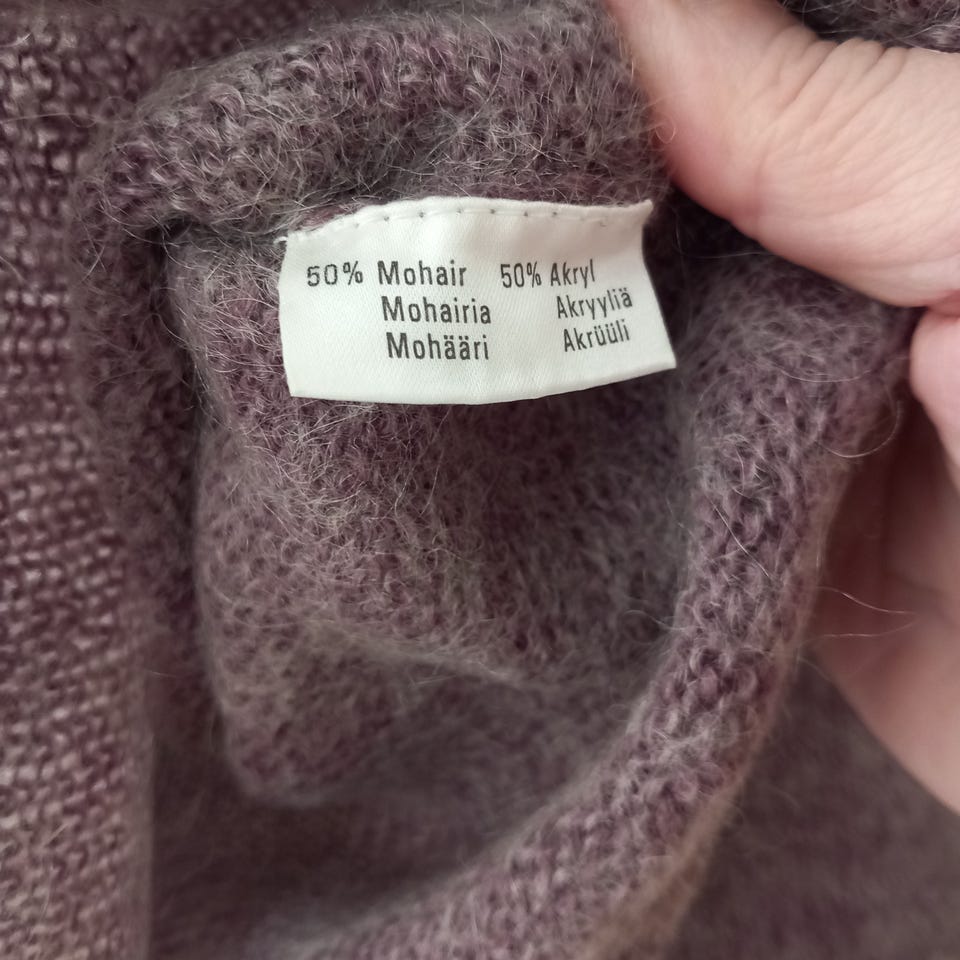 50% Mohair 50% Akryl
Mohairia Akryyliä
Mohääri Akrüüli